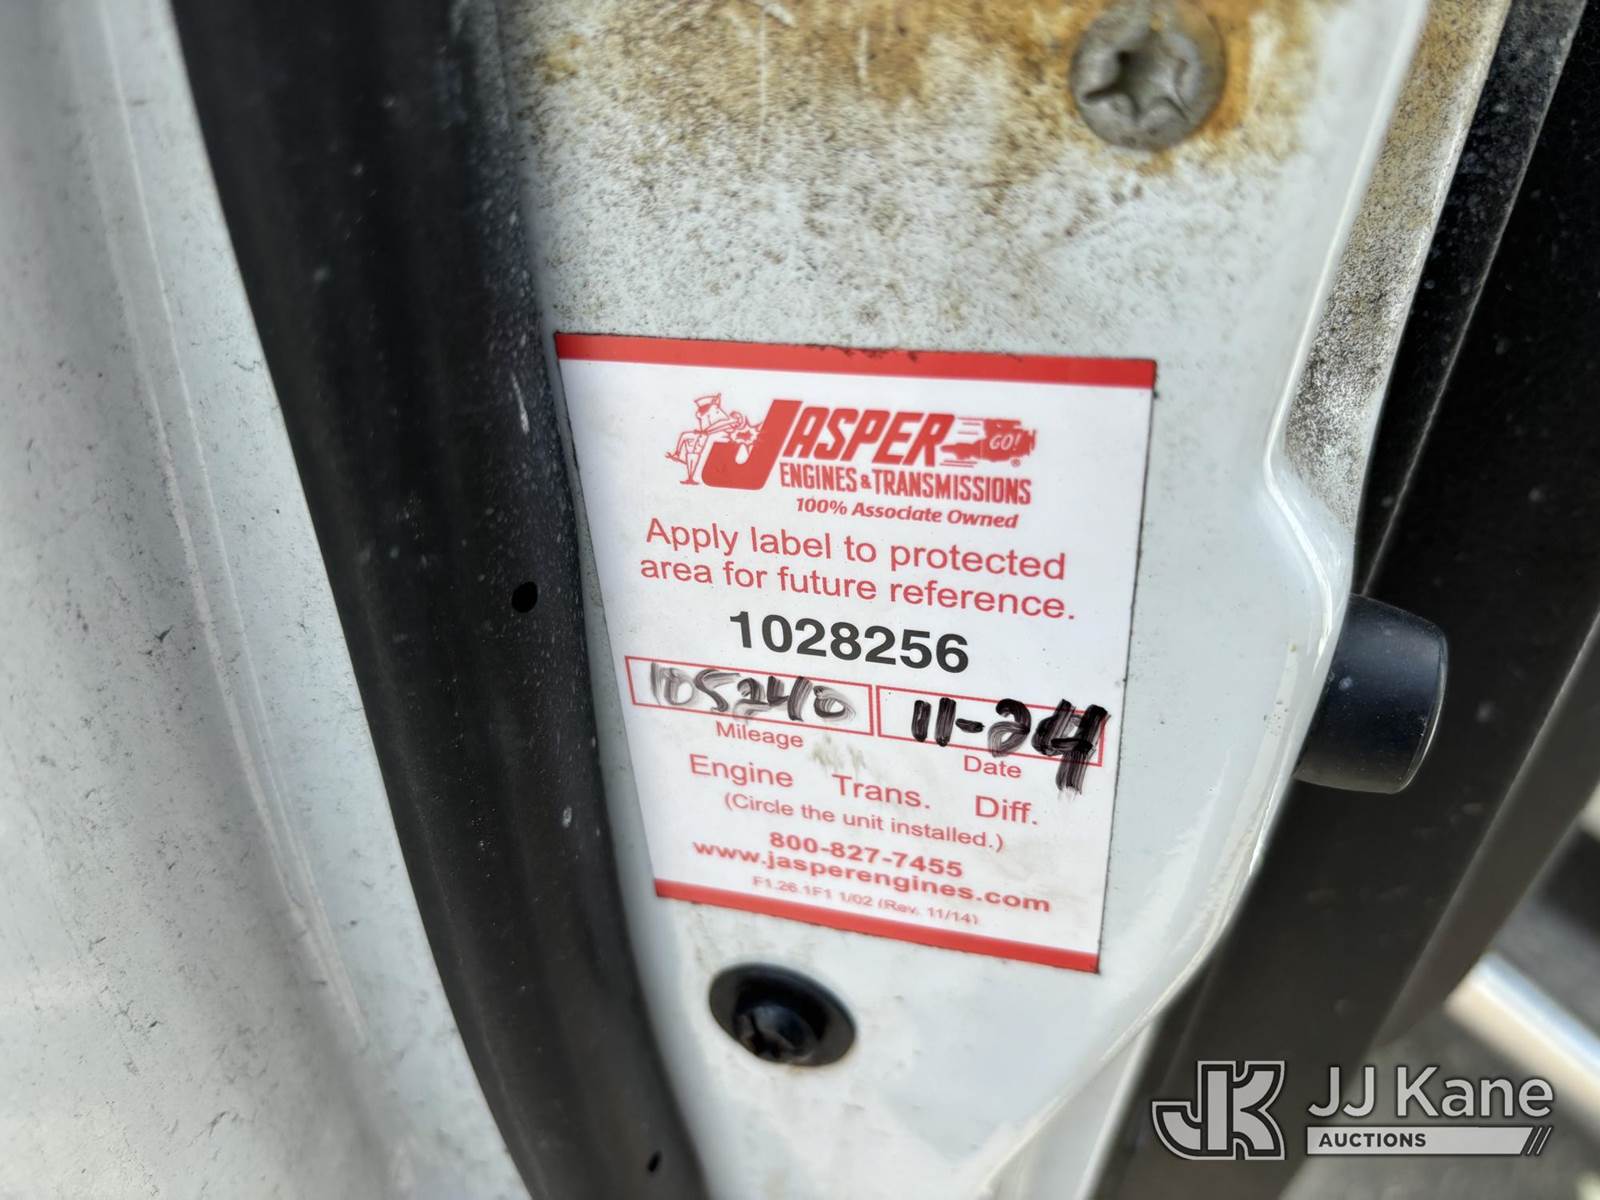 JASPER GO!
ENGINES & TRANSMISSIONS
100% Associate Owned
Apply label to protected
area for future reference.
1028256
105240 11-24
Mileage Date
Engine Trans. Diff.
(Circle the unit installed.)
800-827-7455
www.jasperengines.com
F1.26.1F1 1/02 (Rev. 11/14)
JK JJ Kane
AUCTIONS